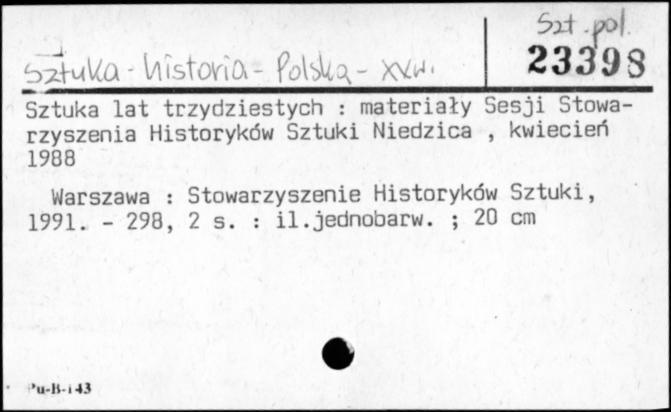 Szt. pol.
23398
Sztuka - historia - Polska - XX w.
Sztuka lat trzydziestych : materiały Sesji Stowa-
rzyszenia Historyków Sztuki Niedzica , kwiecień
1988
Warszawa : Stowarzyszenie Historyków Sztuki,
1991. - 298, 2 s. : il.jednobarw. ; 20 cm
Pu-B-143